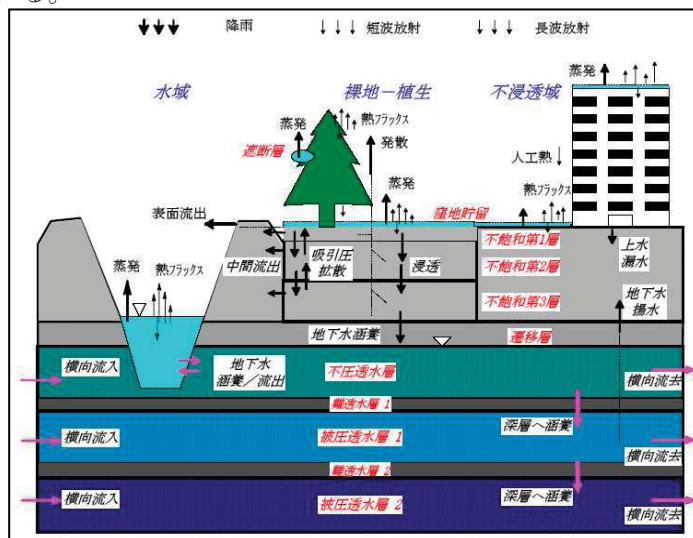 る。
降雨 短波放射 長波放射
水域 裸地－植生 不浸透域
蒸発
熱フラックス
蒸発
発散
遮断層
人工熱
蒸発
熱フラックス
窪地貯留
表面流出
不飽和第1層
吸引圧
拡散
浸透
中間流出
不飽和第2層
上水
漏水
蒸発 熱フラックス
不飽和第3層
地下水
揚水
地下水涵養 遷移層
横向流入
地下水
涵養／流出
不圧透水層
横向流去
難透水層 1
横向流入 被圧透水層 1
深層へ涵養
横向流去
難透水層 2
横向流入 被圧透水層 2
深層へ涵養
横向流去